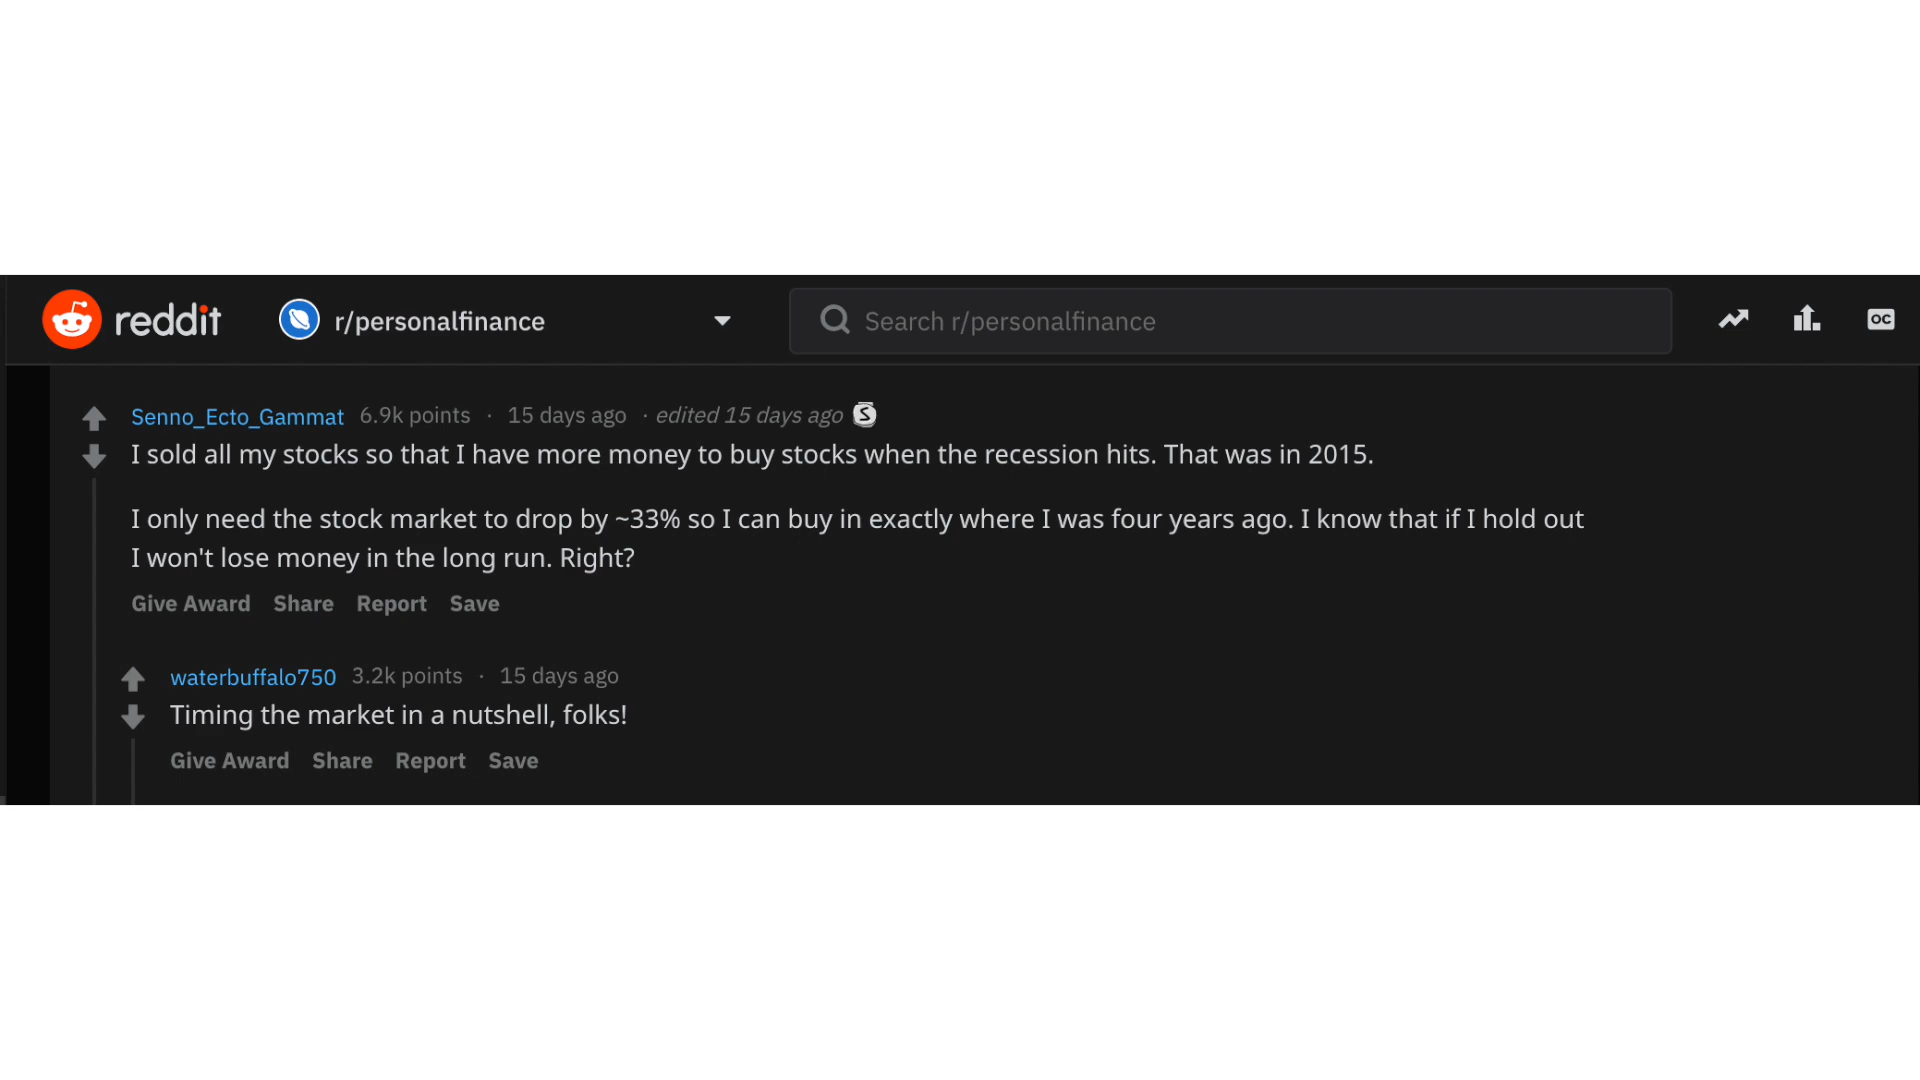 reddit r/personalfinance Search r/personalfinance OC
Senno_Ecto_Gammat 6.9k points · 15 days ago · edited 15 days ago S
I sold all my stocks so that I have more money to buy stocks when the recession hits. That was in 2015.
I only need the stock market to drop by ~33% so I can buy in exactly where I was four years ago. I know that if I hold out
I won't lose money in the long run. Right?
Give Award Share Report Save
waterbuffalo750 3.2k points · 15 days ago
Timing the market in a nutshell, folks!
Give Award Share Report Save